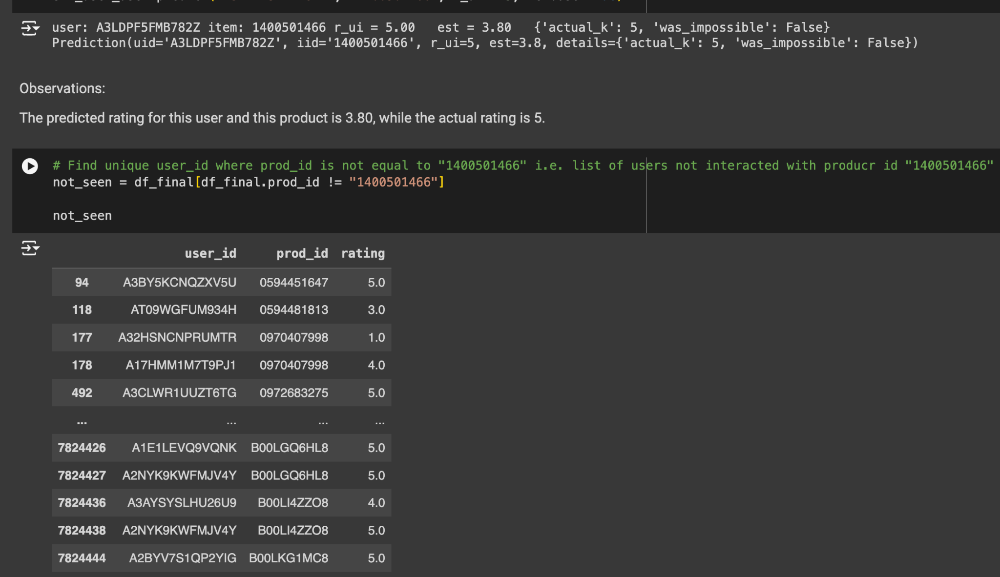 user: A3LDPF5FMB782Z item: 1400501466 r_ui = 5.00   est = 3.80   {'actual_k': 5, 'was_impossible': False}
Prediction(uid='A3LDPF5FMB782Z', iid='1400501466', r_ui=5, est=3.8, details={'actual_k': 5, 'was_impossible': False})
Observations:
The predicted rating for this user and this product is 3.80, while the actual rating is 5.
# Find unique user_id where prod_id is not equal to "1400501466" i.e. list of users not interacted with producr id "1400501466"
not_seen = df_final[df_final.prod_id != "1400501466"]
not_seen
user_id prod_id rating
94 A3BY5KCNQZXV5U 0594451647 5.0
118 AT09WGFUM934H 0594481813 3.0
177 A32HSNCNPRUMTR 0970407998 1.0
178 A17HMM1M7T9PJ1 0970407998 4.0
492 A3CLWR1UUZT6TG 0972683275 5.0
... ... ... ...
7824426 A1E1LEVQ9VQNK B00LGQ6HL8 5.0
7824427 A2NYK9KWFMJV4Y B00LGQ6HL8 5.0
7824436 A3AYSYSLHU26U9 B00LI4ZZO8 4.0
7824438 A2NYK9KWFMJV4Y B00LI4ZZO8 5.0
7824444 A2BYV7S1QP2YIG B00LKG1MC8 5.0